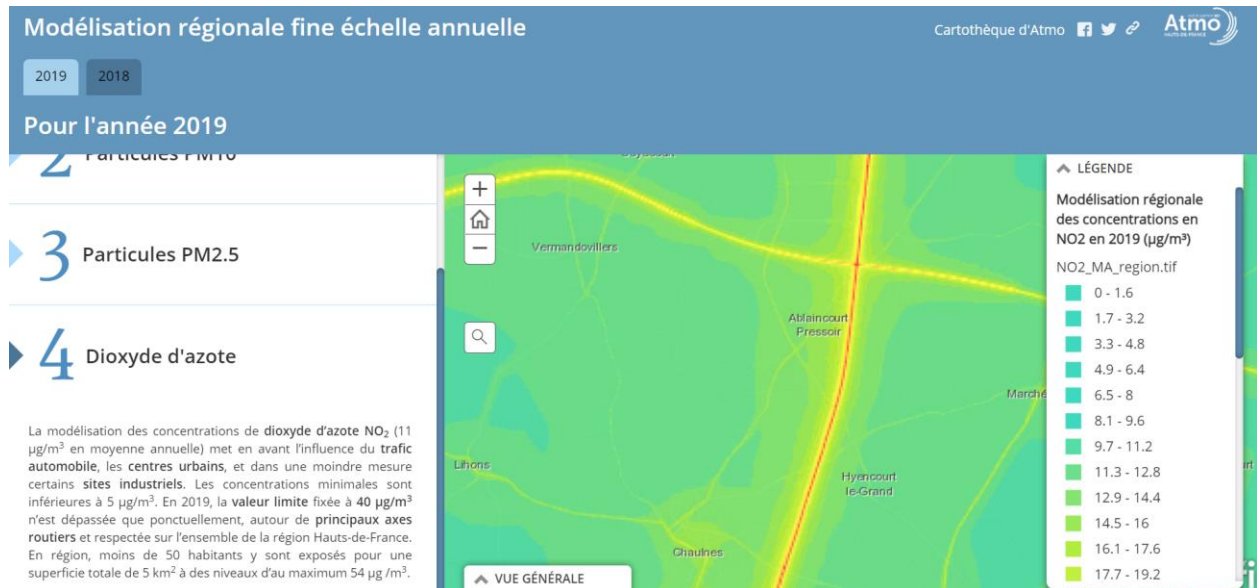 Modélisation régionale fine échelle annuelle
Cartothèque d'Atmo
Atmo
HAUTS-DE-FRANCE
2019
2018
Pour l'année 2019
2 Particules PM10
3 Particules PM2.5
4 Dioxyde d'azote
La modélisation des concentrations de dioxyde d'azote NO₂ (11
µg/m³ en moyenne annuelle) met en avant l'influence du trafic
automobile, les centres urbains, et dans une moindre mesure
certains sites industriels. Les concentrations minimales sont
inférieures à 5 µg/m³. En 2019, la valeur limite fixée à 40 µg/m³
n'est dépassée que ponctuellement, autour de principaux axes
routiers et respectée sur l'ensemble de la région Hauts-de-France.
En région, moins de 50 habitants y sont exposés pour une
superficie totale de 5 km² à des niveaux d'au maximum 54 µg /m³.
+
−
Vermandovillers
Ablaincourt
Pressoir
Marché
Lihons
Hyencourt
le-Grand
Chaulnes
VUE GÉNÉRALE
LÉGENDE
Modélisation régionale
des concentrations en
NO2 en 2019 (µg/m³)
NO2_MA_region.tif
0 - 1.6
1.7 - 3.2
3.3 - 4.8
4.9 - 6.4
6.5 - 8
8.1 - 9.6
9.7 - 11.2
11.3 - 12.8
12.9 - 14.4
14.5 - 16
16.1 - 17.6
17.7 - 19.2